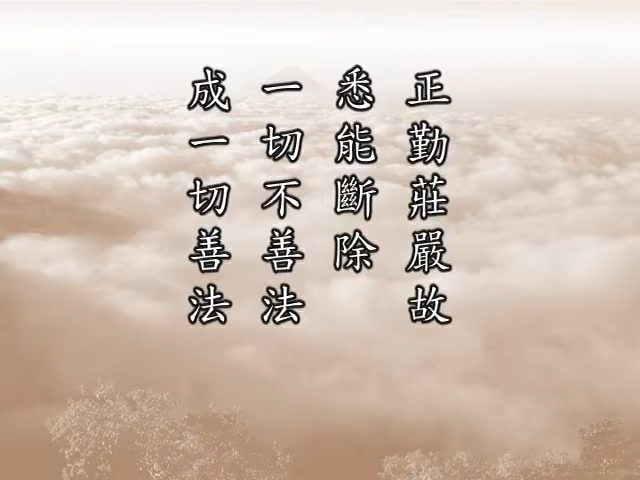 正勤莊嚴故
悉能斷除
一切不善法
成一切善法